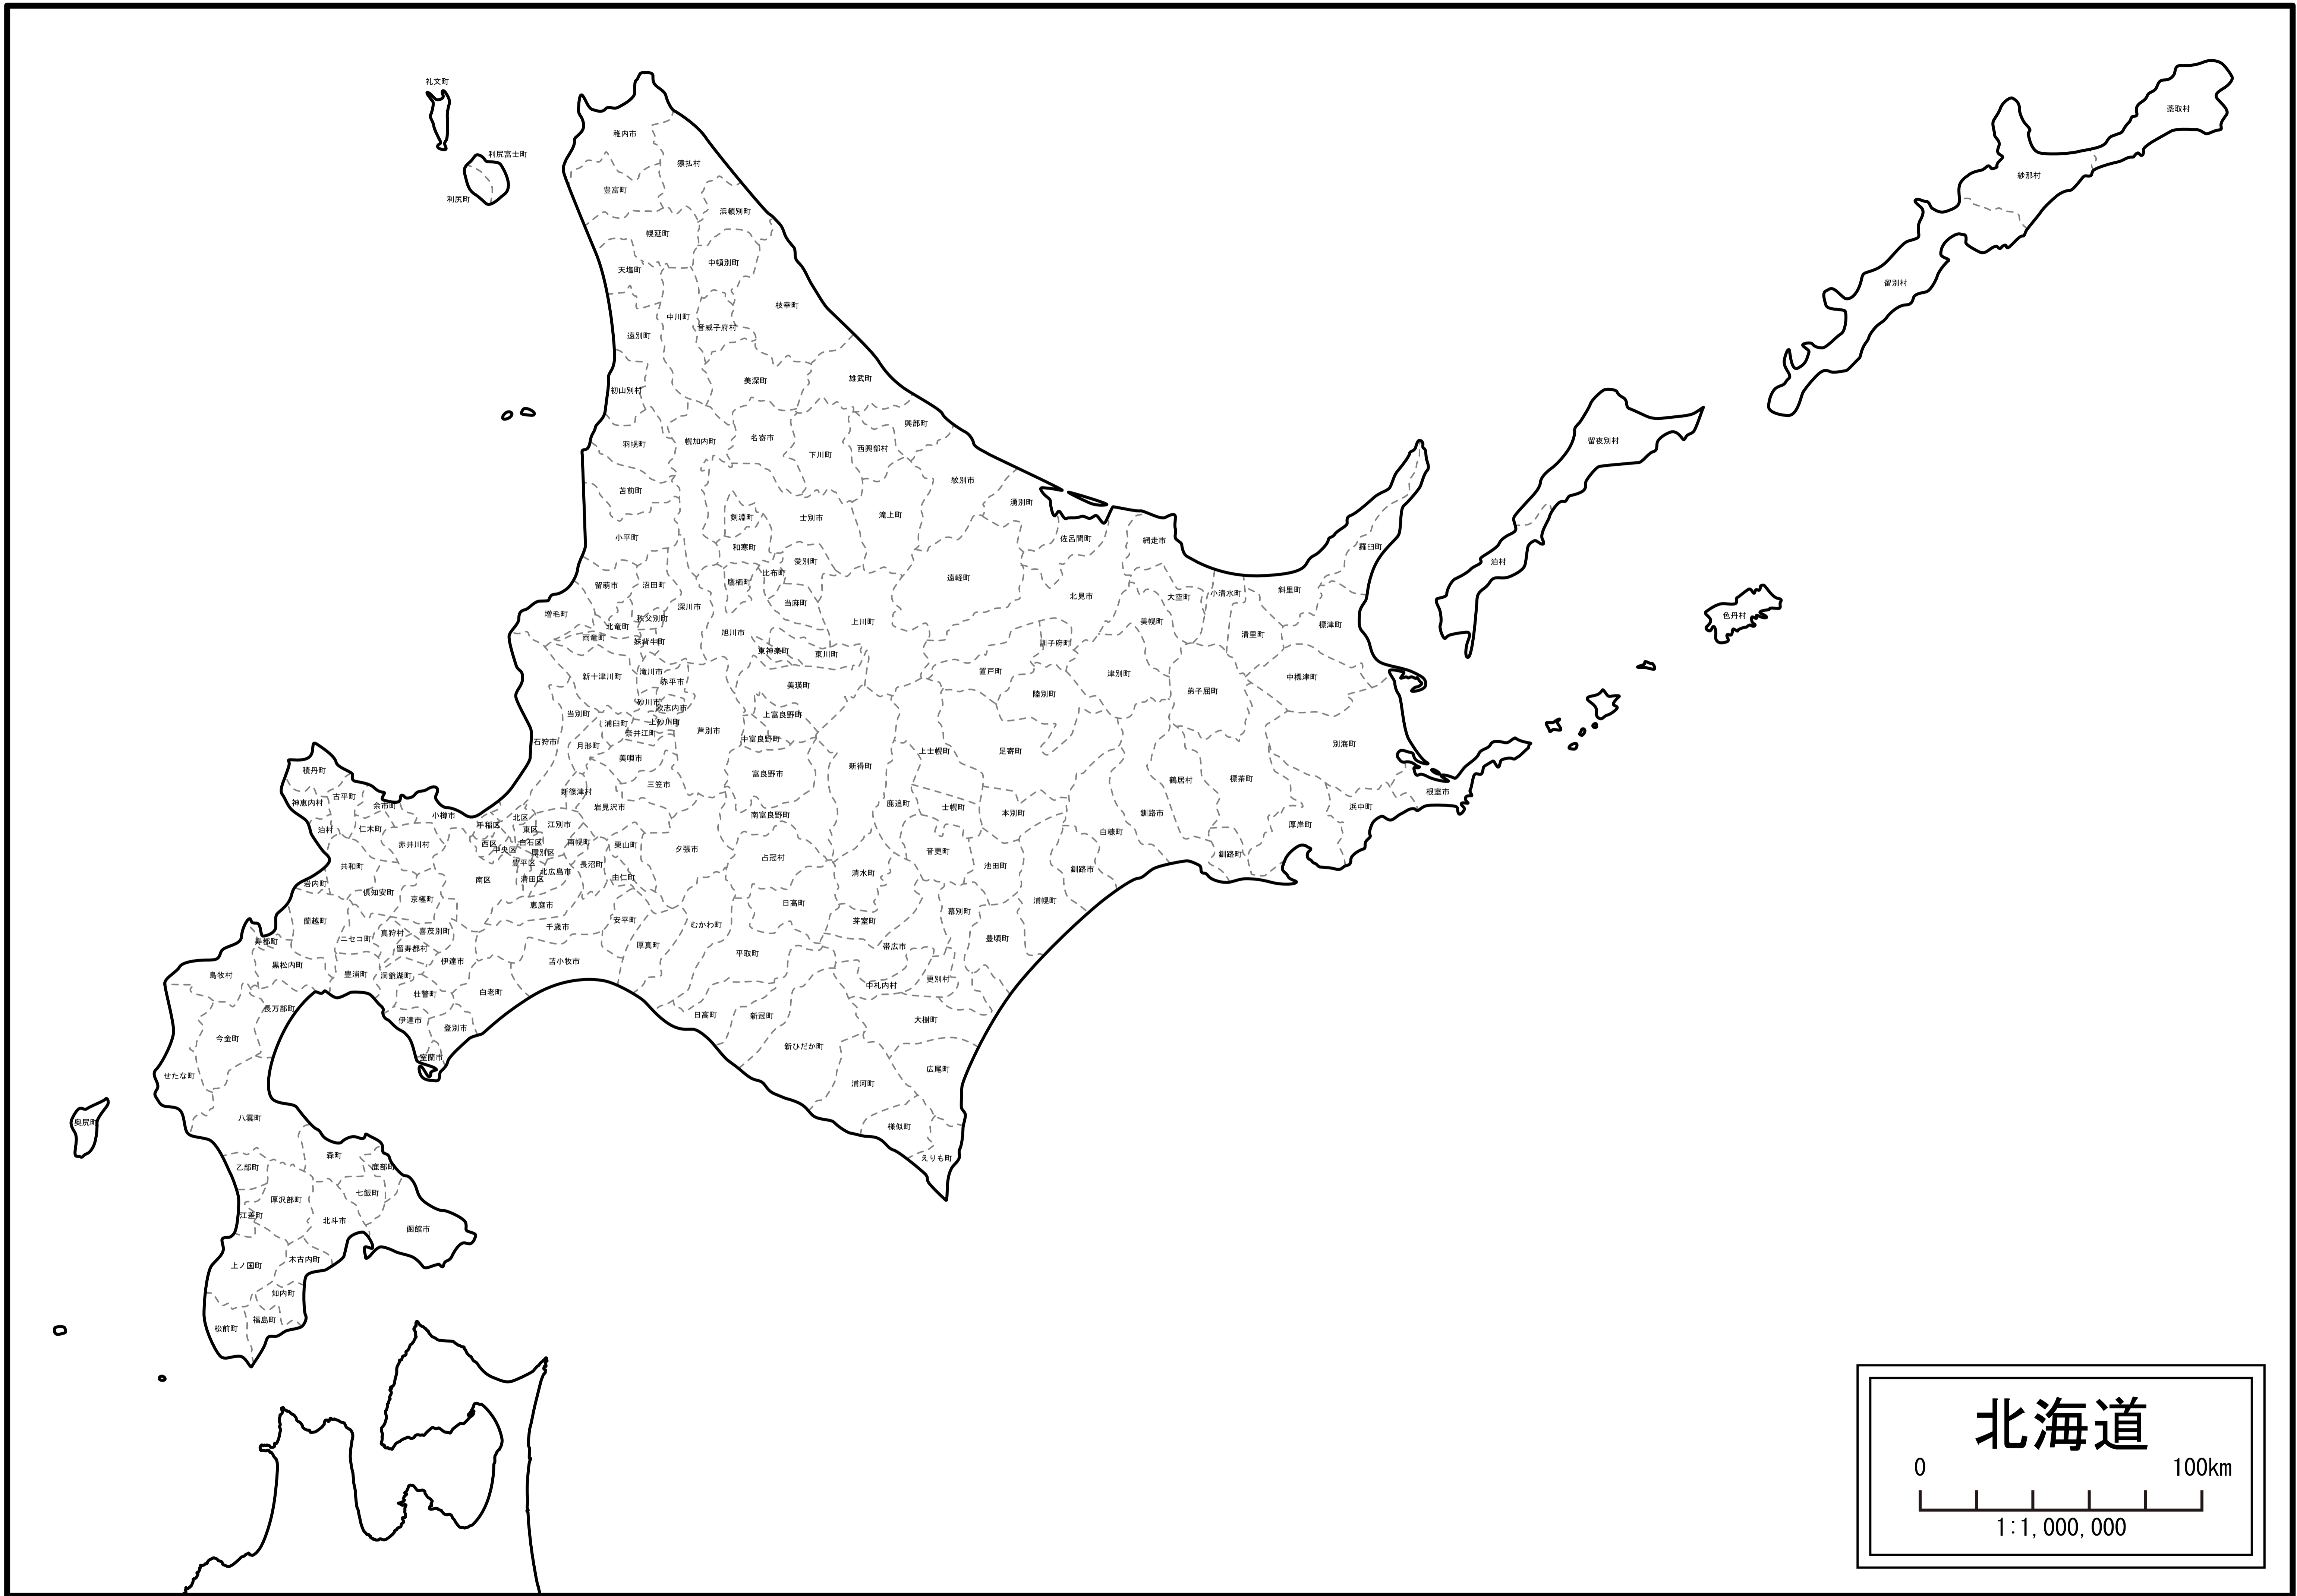 礼文町
利尻富士町
利尻町
稚内市
猿払村
豊富町
浜頓別町
幌延町
中頓別町
天塩町
枝幸町
中川町
音威子府村
遠別町
美深町
雄武町
初山別村
興部町
羽幌町
幌加内町
名寄市
西興部村
下川町
紋別市
苫前町
湧別町
剣淵町
士別市
滝上町
小平町
佐呂間町
網走市
羅臼町
和寒町
愛別町
比布町
遠軽町
留萌市
沼田町
鷹栖町
斜里町
小清水町
大空町
北見市
当麻町
深川市
増毛町
秩父別町
北竜町
上川町
美幌町
標津町
旭川市
清里町
雨竜町
妹背牛町
訓子府町
東神楽町
東川町
置戸町
津別町
滝川市
新十津川町
中標津町
赤平市
美瑛町
弟子屈町
陸別町
砂川市
歌志内市
当別町
上富良野町
浦臼町
上砂川町
芦別市
奈井江町
中富良野町
石狩市
月形町
別海町
上士幌町
足寄町
美唄市
新得町
積丹町
富良野市
鶴居村
標茶町
三笠市
新篠津村
根室市
古平町
神恵内村
鹿追町
余市町
岩見沢市
士幌町
浜中町
本別町
釧路市
小樽市
南富良野町
北区
手稲区
江別市
厚岸町
仁木町
泊村
東区
白糠町
西区
白石区
南幌町
赤井川村
栗山町
中央区
夕張市
音更町
厚別区
釧路町
占冠村
豊平区
長沼町
共和町
池田町
釧路市
北広島市
清水町
南区
清田区
由仁町
岩内町
倶知安町
京極町
浦幌町
日高町
恵庭市
幕別町
蘭越町
安平町
芽室町
千歳市
むかわ町
喜茂別町
真狩村
ニセコ町
豊頃町
寿都町
厚真町
帯広市
留寿都村
平取町
伊達市
苫小牧市
黒松内町
島牧村
豊浦町
洞爺湖町
更別村
中札内村
白老町
壮瞥町
長万部町
日高町
新冠町
伊達市
大樹町
登別市
今金町
新ひだか町
室蘭市
広尾町
せたな町
浦河町
八雲町
奥尻町
様似町
森町
えりも町
乙部町
鹿部町
七飯町
厚沢部町
江差町
北斗市
函館市
木古内町
上ノ国町
知内町
福島町
松前町
蘂取村
紗那村
留別村
留夜別村
泊村
色丹村
北海道
0 100km
1:1,000,000